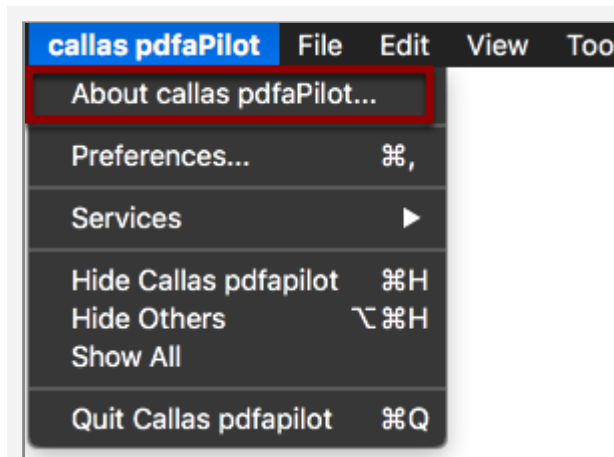 callas pdfaPilot File Edit View Too
About callas pdfaPilot...
Preferences... ⌘,
Services ▶
Hide Callas pdfapilot ⌘H
Hide Others ⌥⌘H
Show All
Quit Callas pdfapilot ⌘Q